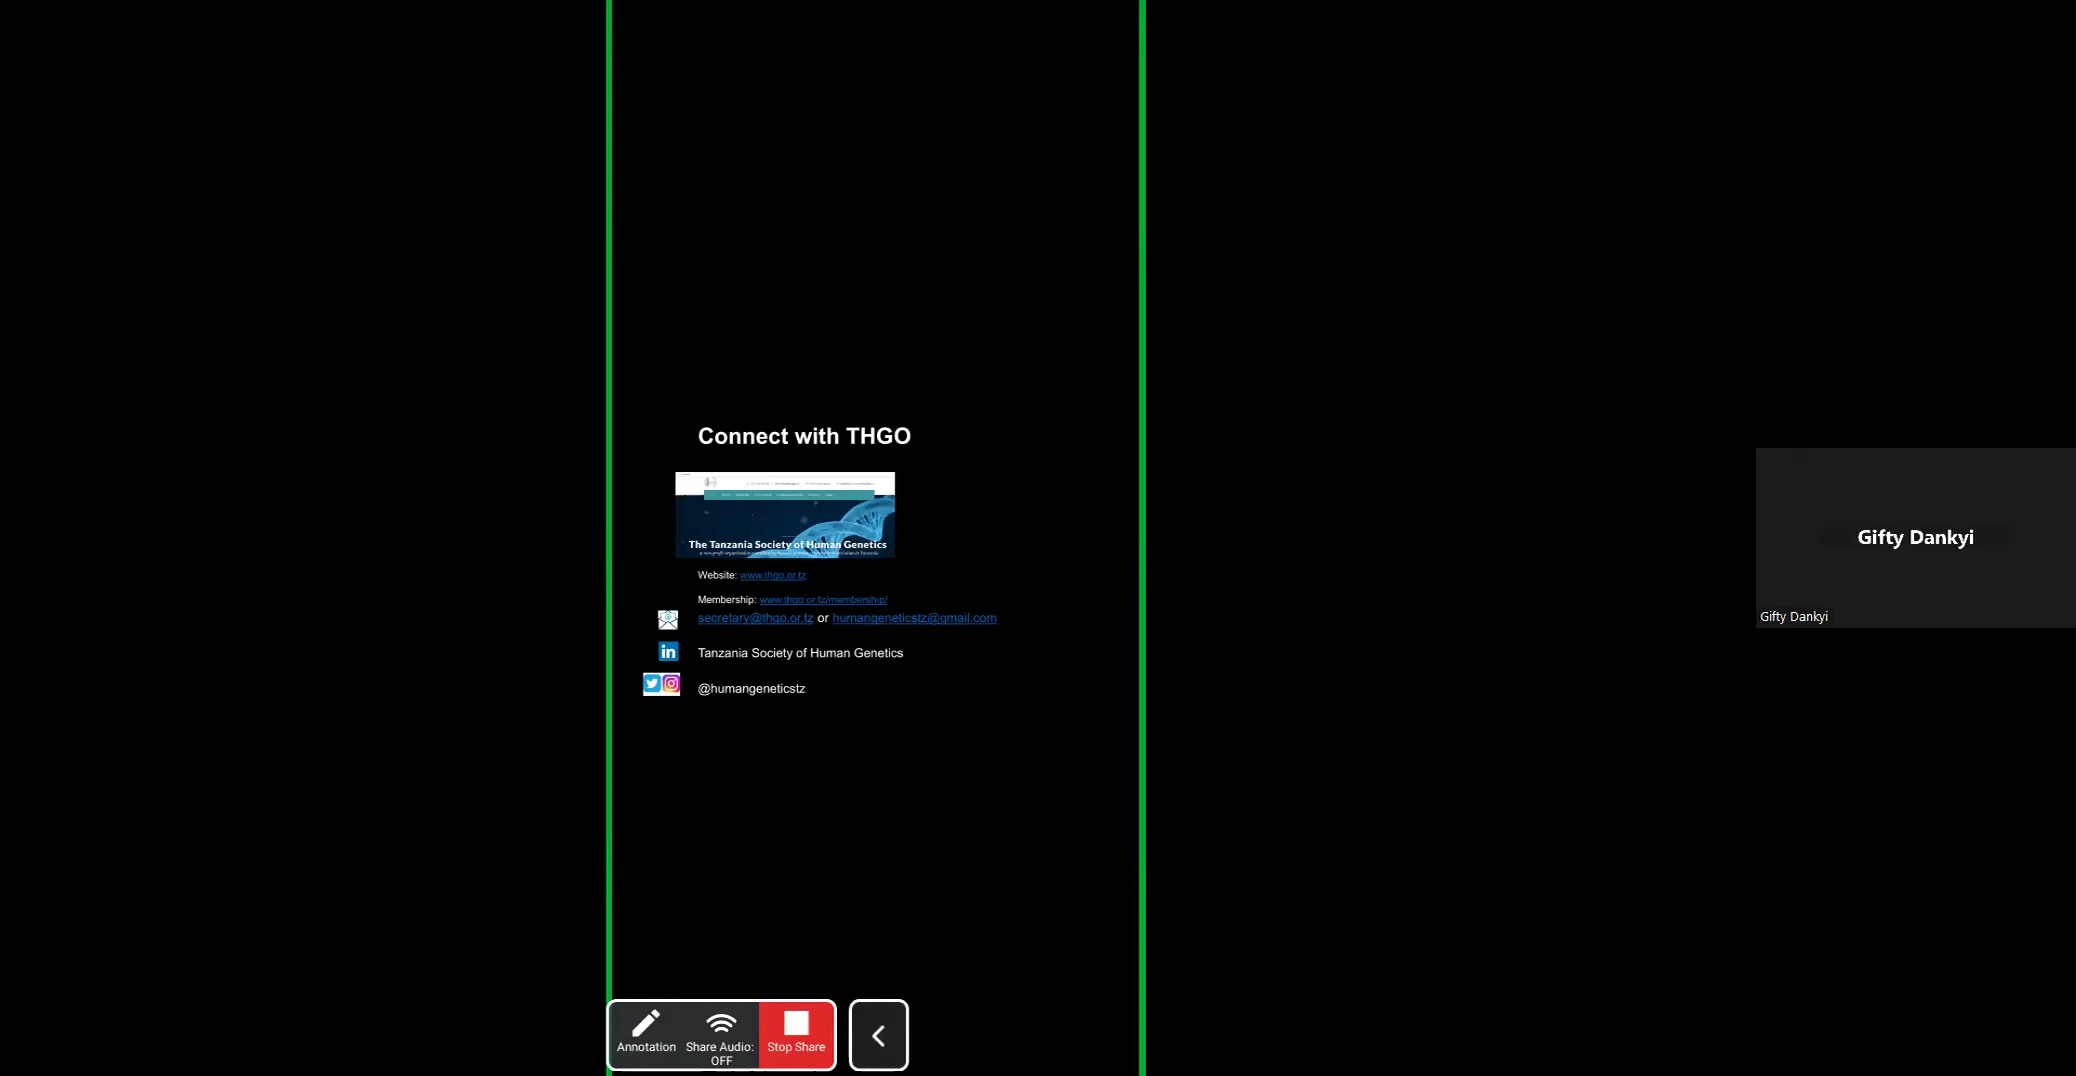 Connect with THGO
The Tanzania Society of Human Genetics
Website: www.thgo.or.tz
Membership: www.thgo.or.tz/membership!
secretary@thgo.or.tz or humangeneticstz@gmail.com
in
Tanzania Society of Human Genetics
@humangeneticstz
Gifty Dankyi
Gifty Dankyi
Annotation
Share Audio:
OFF
Stop Share